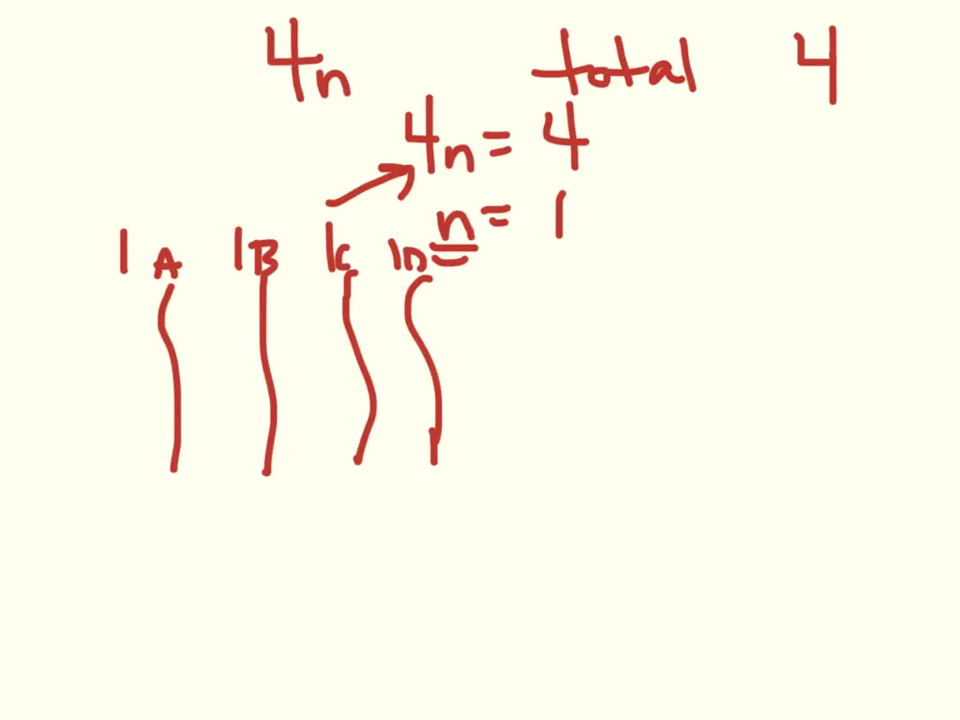 4n total 4
4n = 4
n = 1
1A 1B 1C 1D